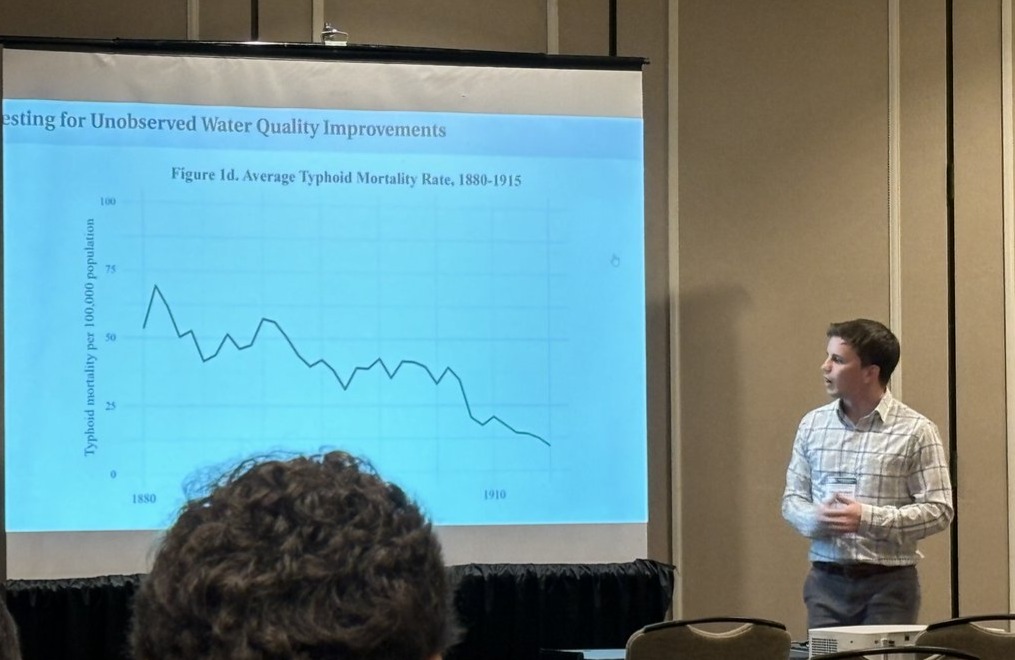 esting for Unobserved Water Quality Improvements
Figure 1d. Average Typhoid Mortality Rate, 1880-1915
Typhoid mortality per 100,000 population
100
75
50
25
0
1880
1910